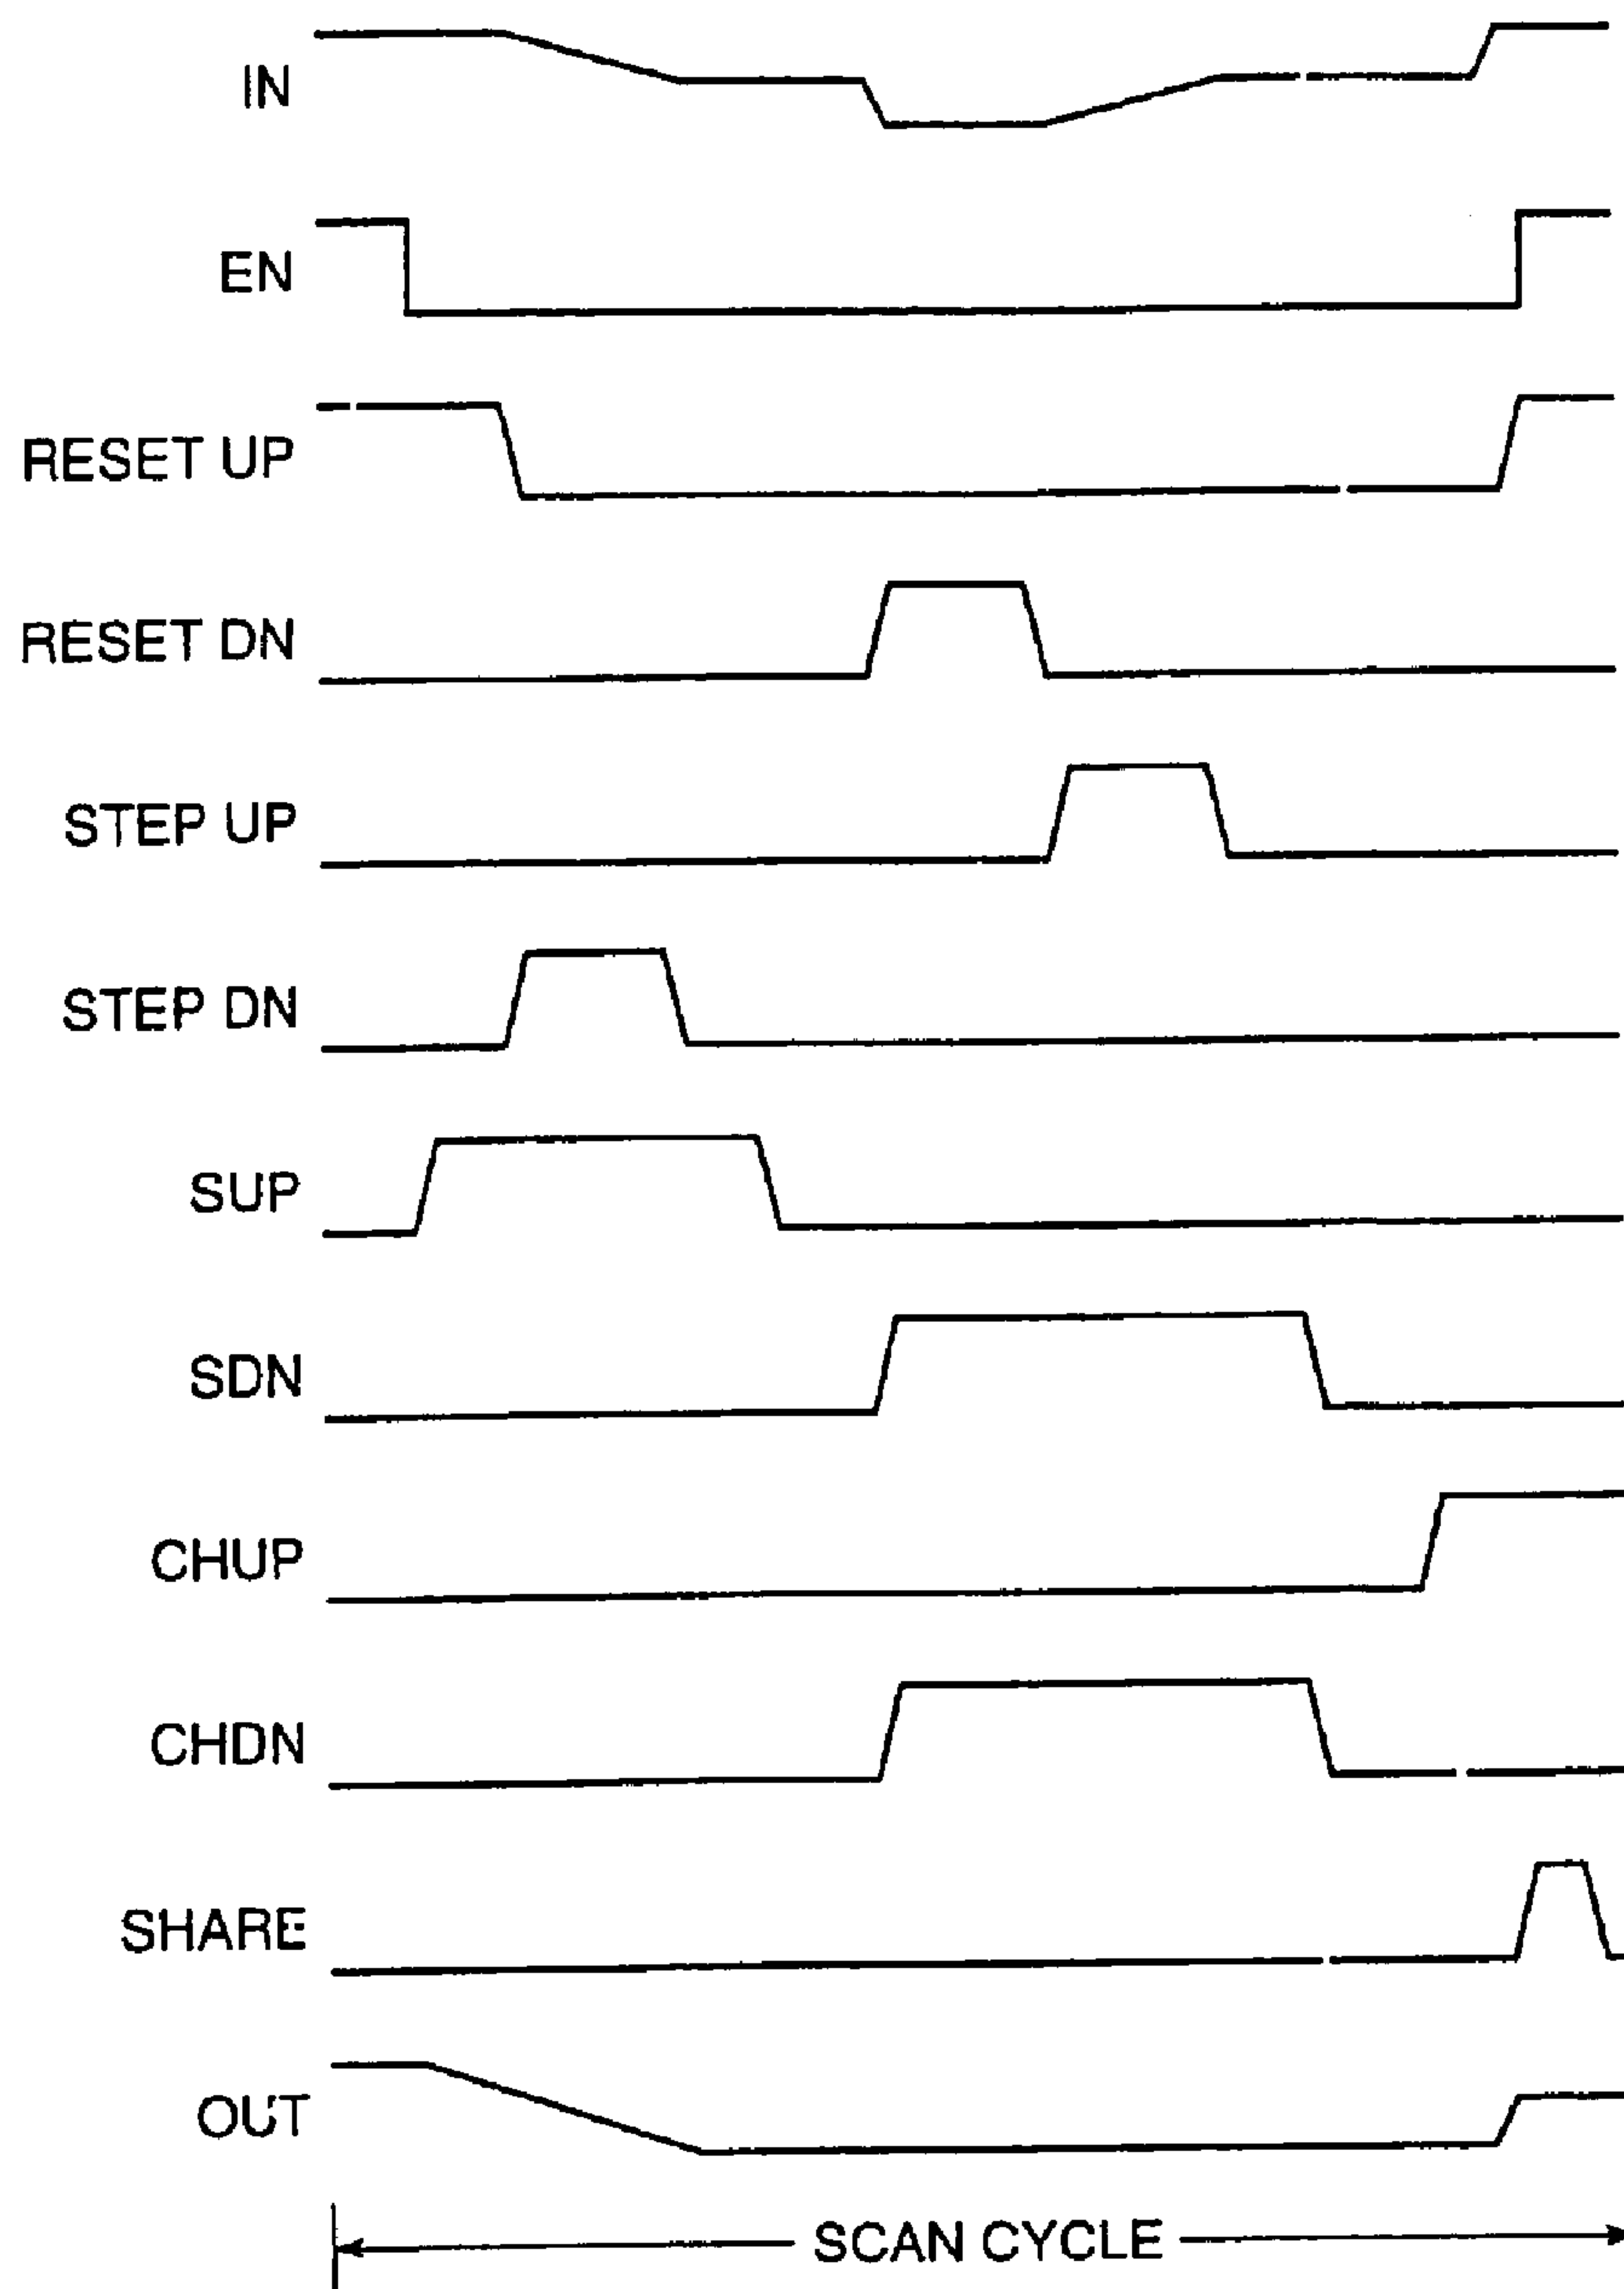 IN
EN
RESET UP
RESET DN
STEP UP
STEP DN
SUP
SDN
CHUP
CHDN
SHARE
OUT
SCAN CYCLE